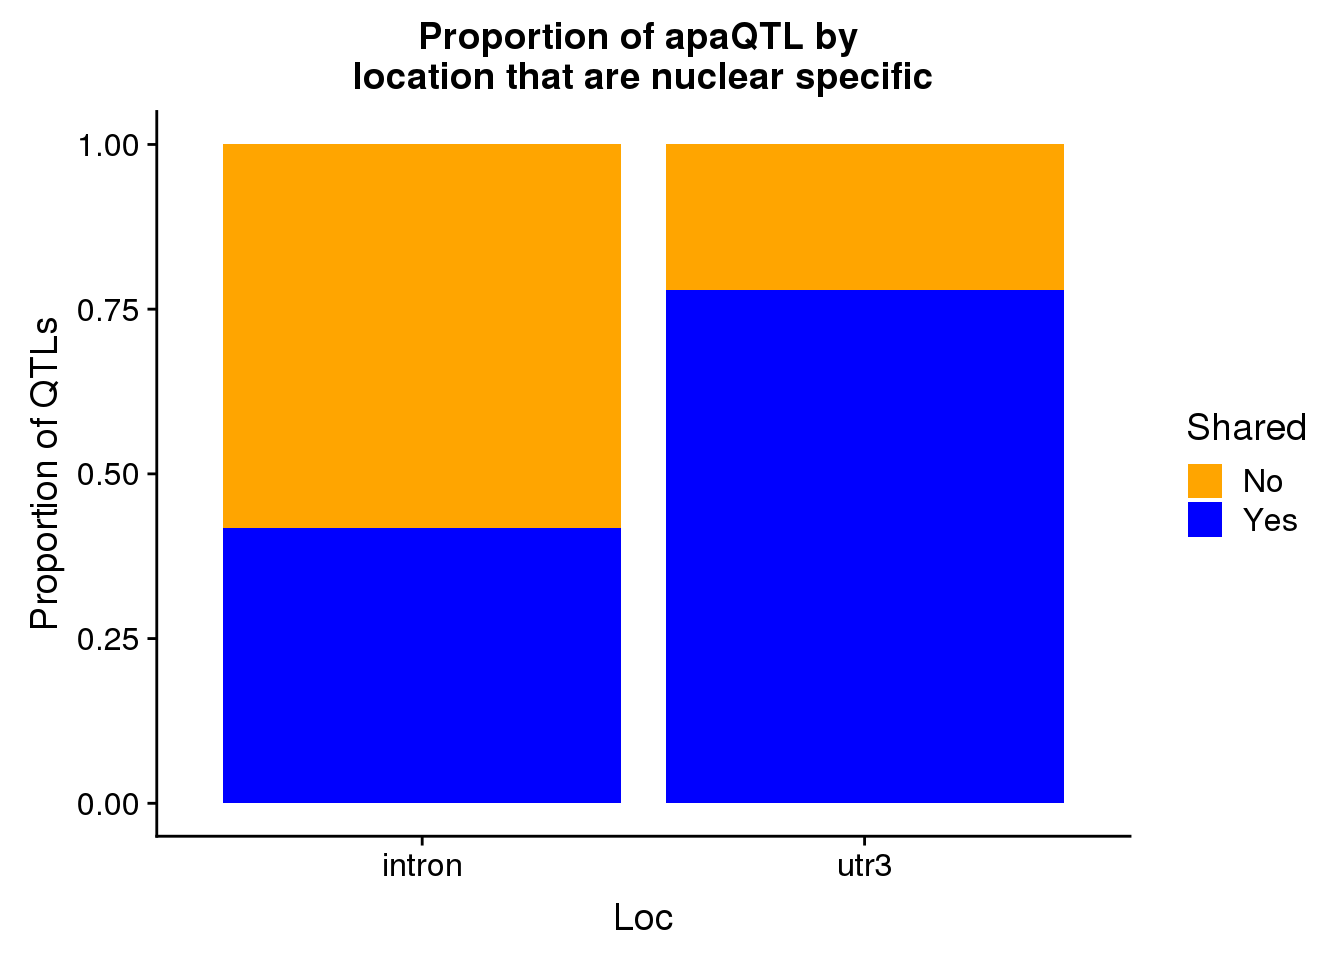 Proportion of apaQTL by
location that are nuclear specific
Proportion of QTLs
1.00
0.75
0.50
0.25
0.00
intron
utr3
Loc
Shared
No
Yes